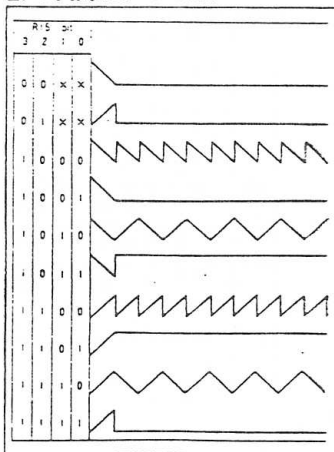 R15 bit
3 2 1 0
0 0 x x
0 1 x x
1 0 0 0
1 0 0 1
1 0 1 0
1 0 1 1
1 1 0 0
1 1 0 1
1 1 1 0
1 1 1 1